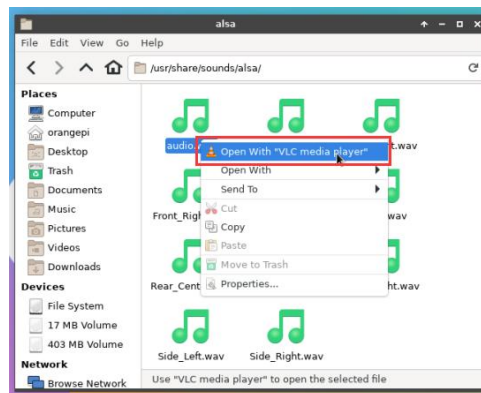 alsa
File Edit View Go Help
/usr/share/sounds/alsa/
Places
Computer
orangepi
Desktop
Trash
Documents
Music
Pictures
Videos
Downloads
Devices
File System
17 MB Volume
403 MB Volume
Network
Browse Network
audio.
Open With "VLC media player"
t.wav
Open With
Send To
Cut
Copy
Paste
Move to Trash
Properties...
Front_Rig
wav
Rear_Cent
ht.wav
Side_Left.wav Side_Right.wav
Use "VLC media player" to open the selected file